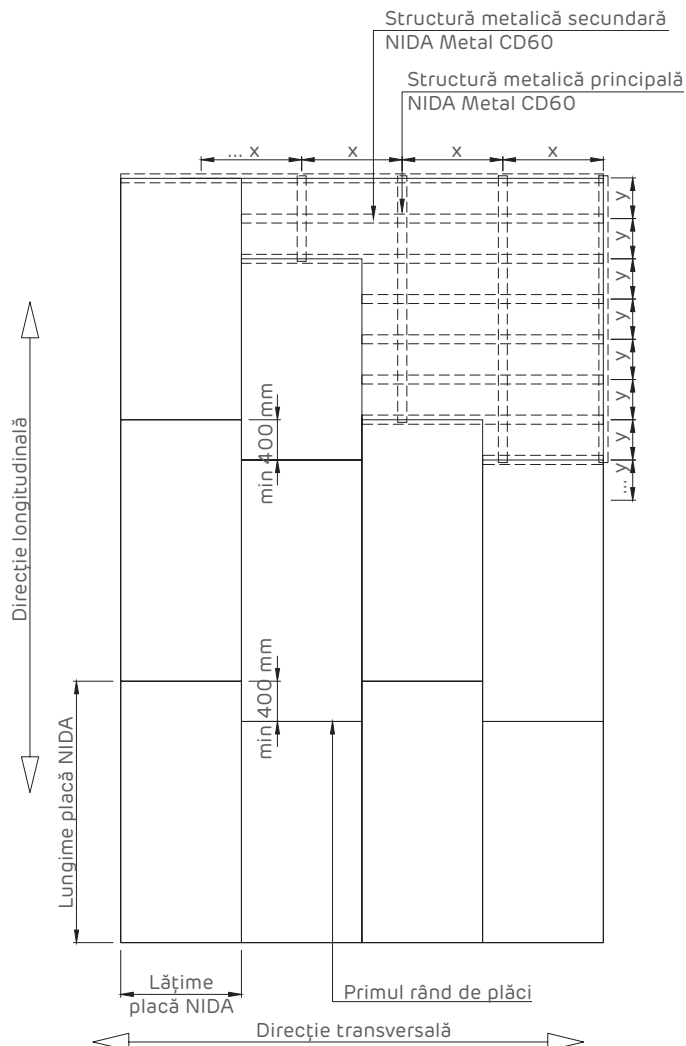 Structură metalică secundară
NIDA Metal CD60
Structură metalică principală
NIDA Metal CD60
... x
x
x
x
y
y
y
y
y
y
y
... y
min 400 mm
Direcție longitudinală
min 400 mm
Lungime placă NIDA
Lățime
placă NIDA
Primul rând de plăci
Direcție transversală